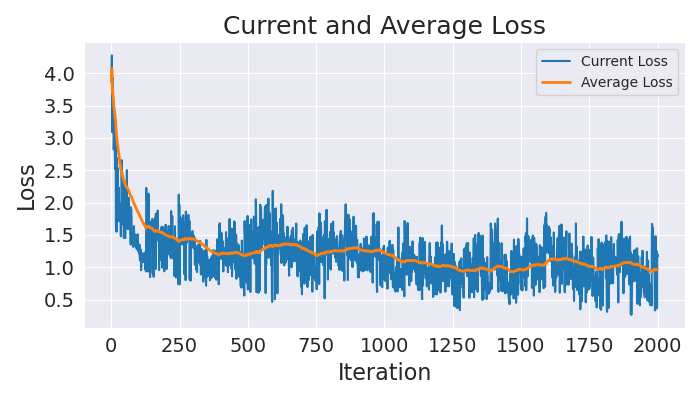 Current and Average Loss
Current Loss
Average Loss
Loss
4.0
3.5
3.0
2.5
2.0
1.5
1.0
0.5
0 250 500 750 1000 1250 1500 1750 2000
Iteration